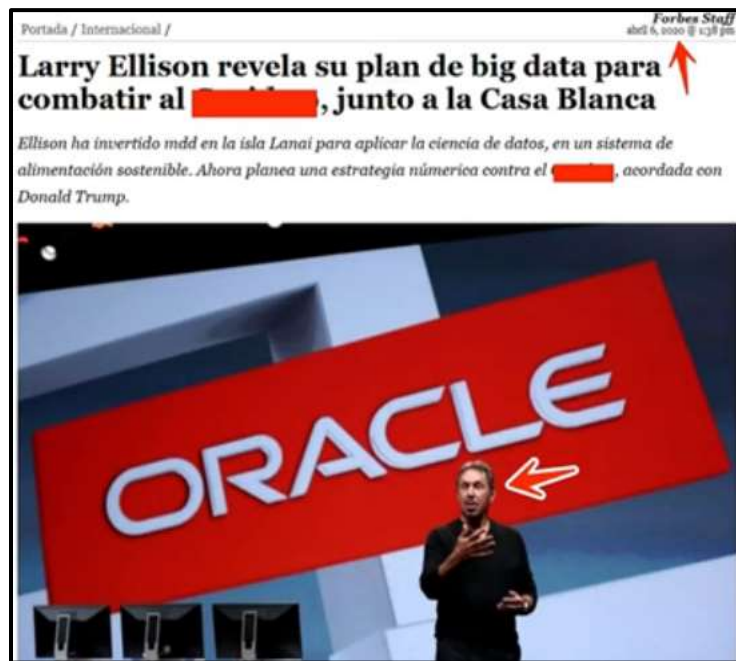 Portada / Internacional /
Forbes Staff
abril 6, 2020 @ 1:38 pm
Larry Ellison revela su plan de big data para
combatir al , junto a la Casa Blanca
Ellison ha invertido mdd en la isla Lanai para aplicar la ciencia de datos, en un sistema de
alimentación sostenible. Ahora planea una estrategia númerica contra el , acordada con
Donald Trump.
ORACLE